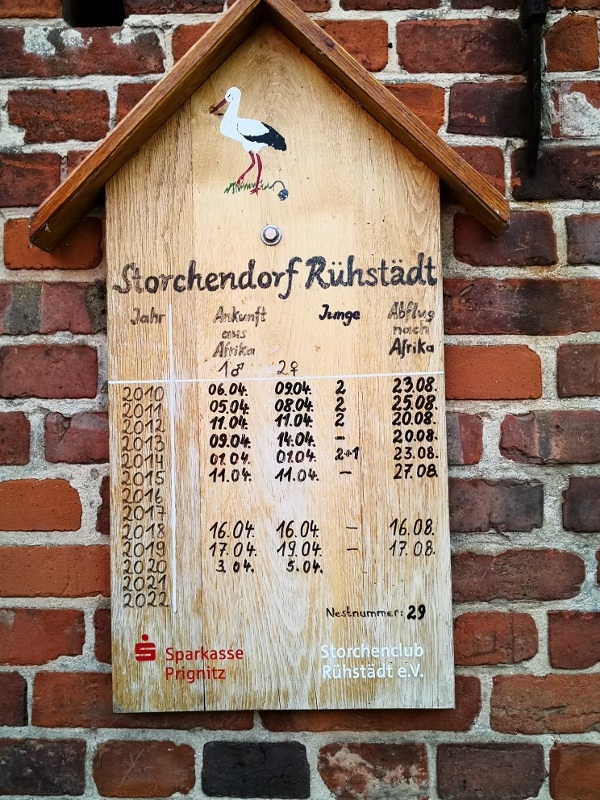 Storchendorf Rühstädt
Jahr Ankunft aus Afrika Junge Abflug nach Afrika
1♂ 2♀
2010 06.04. 09.04. 2 23.08.
2011 05.04. 08.04. 2 25.08.
2012 11.04. 11.04. 2 20.08.
2013 09.04. 14.04. – 20.08.
2014 01.04. 01.04. 2+1 23.08.
2015 11.04. 11.04. – 27.08.
2016
2017
2018 16.04. 16.04. – 16.08.
2019 17.04. 19.04. – 17.08.
2020 3.04. 5.04.
2021
2022
Nestnummer: 29
Sparkasse
Prignitz
Storchenclub
Rühstädt e.V.